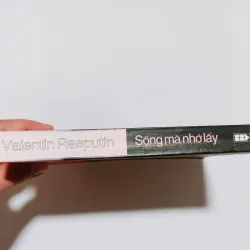 Valentin Rasputin
Sống mà nhớ lấy